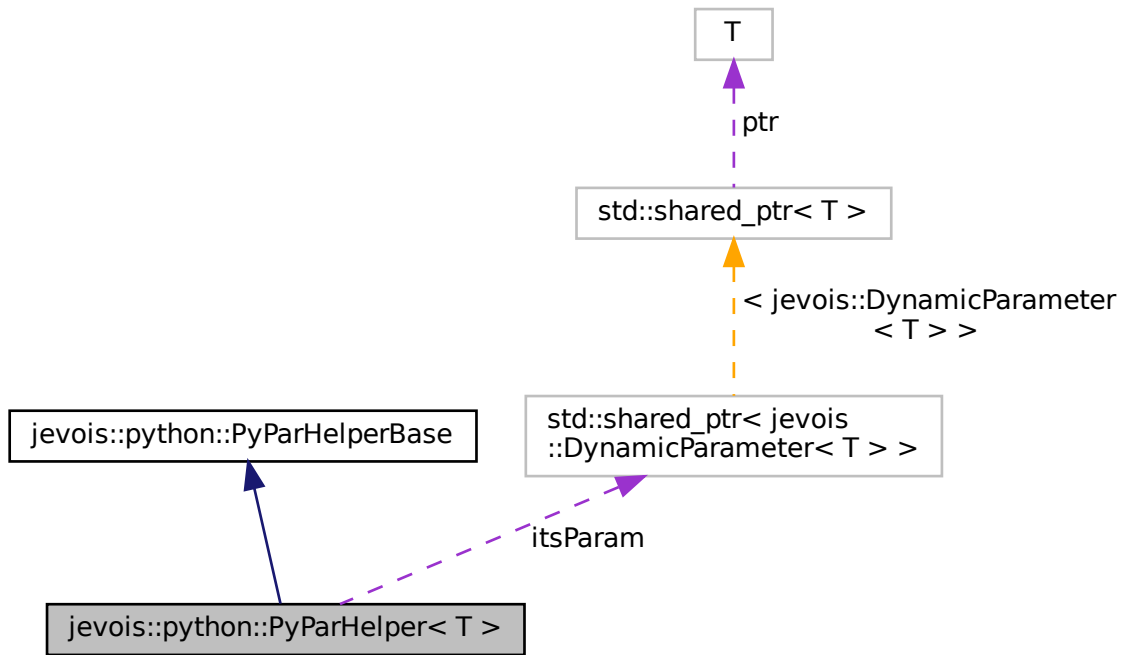 T
ptr
std::shared_ptr< T >
< jevois::DynamicParameter
< T > >
std::shared_ptr< jevois
::DynamicParameter< T > >
jevois::python::PyParHelperBase
itsParam
jevois::python::PyParHelper< T >